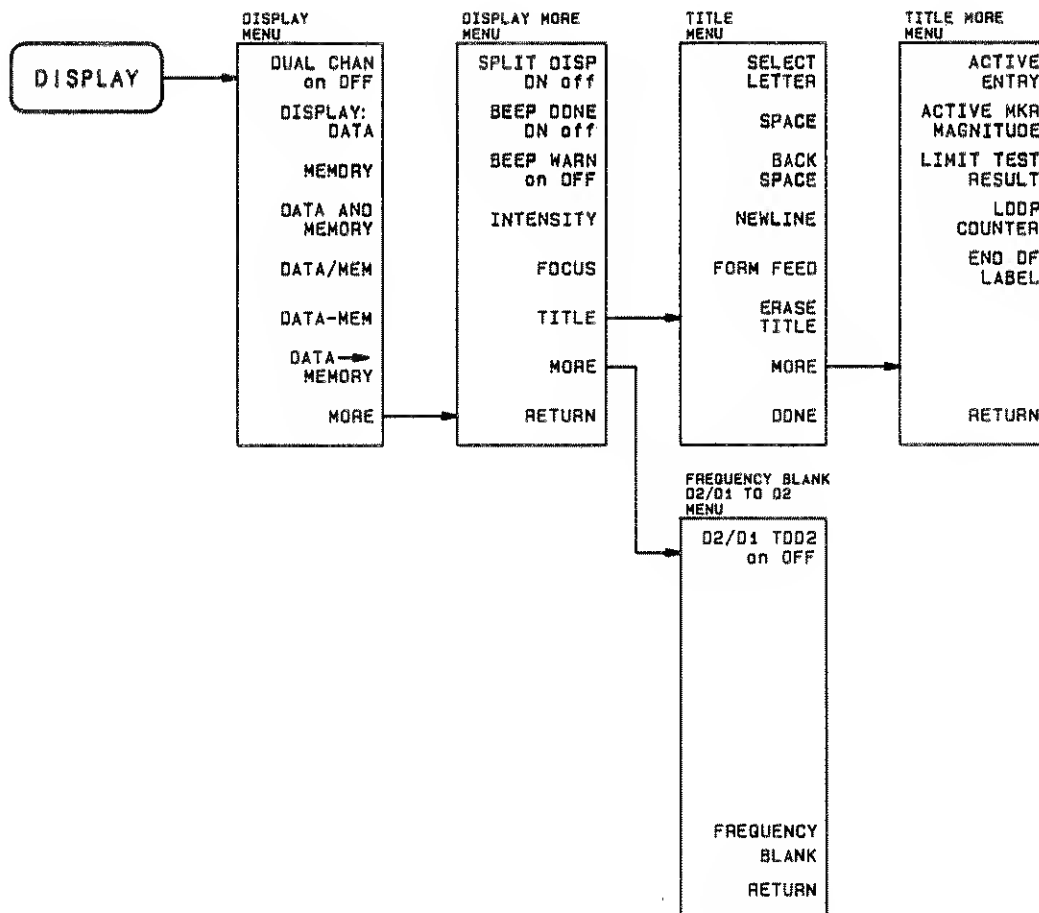 DISPLAY
DISPLAY
MENU
DUAL CHAN
on OFF
DISPLAY:
DATA
MEMORY
DATA AND
MEMORY
DATA/MEM
DATA-MEM
DATA→
MEMORY
MORE
DISPLAY MORE
MENU
SPLIT DISP
ON off
BEEP DONE
ON off
BEEP WARN
on OFF
INTENSITY
FOCUS
TITLE
MORE
RETURN
TITLE
MENU
SELECT
LETTER
SPACE
BACK
SPACE
NEWLINE
FORM FEED
ERASE
TITLE
MORE
DONE
TITLE MORE
MENU
ACTIVE
ENTRY
ACTIVE MKR
MAGNITUDE
LIMIT TEST
RESULT
LOOP
COUNTER
END OF
LABEL
RETURN
FREQUENCY BLANK
D2/D1 TO D2
MENU
D2/D1 TOD2
on OFF
FREQUENCY
BLANK
RETURN